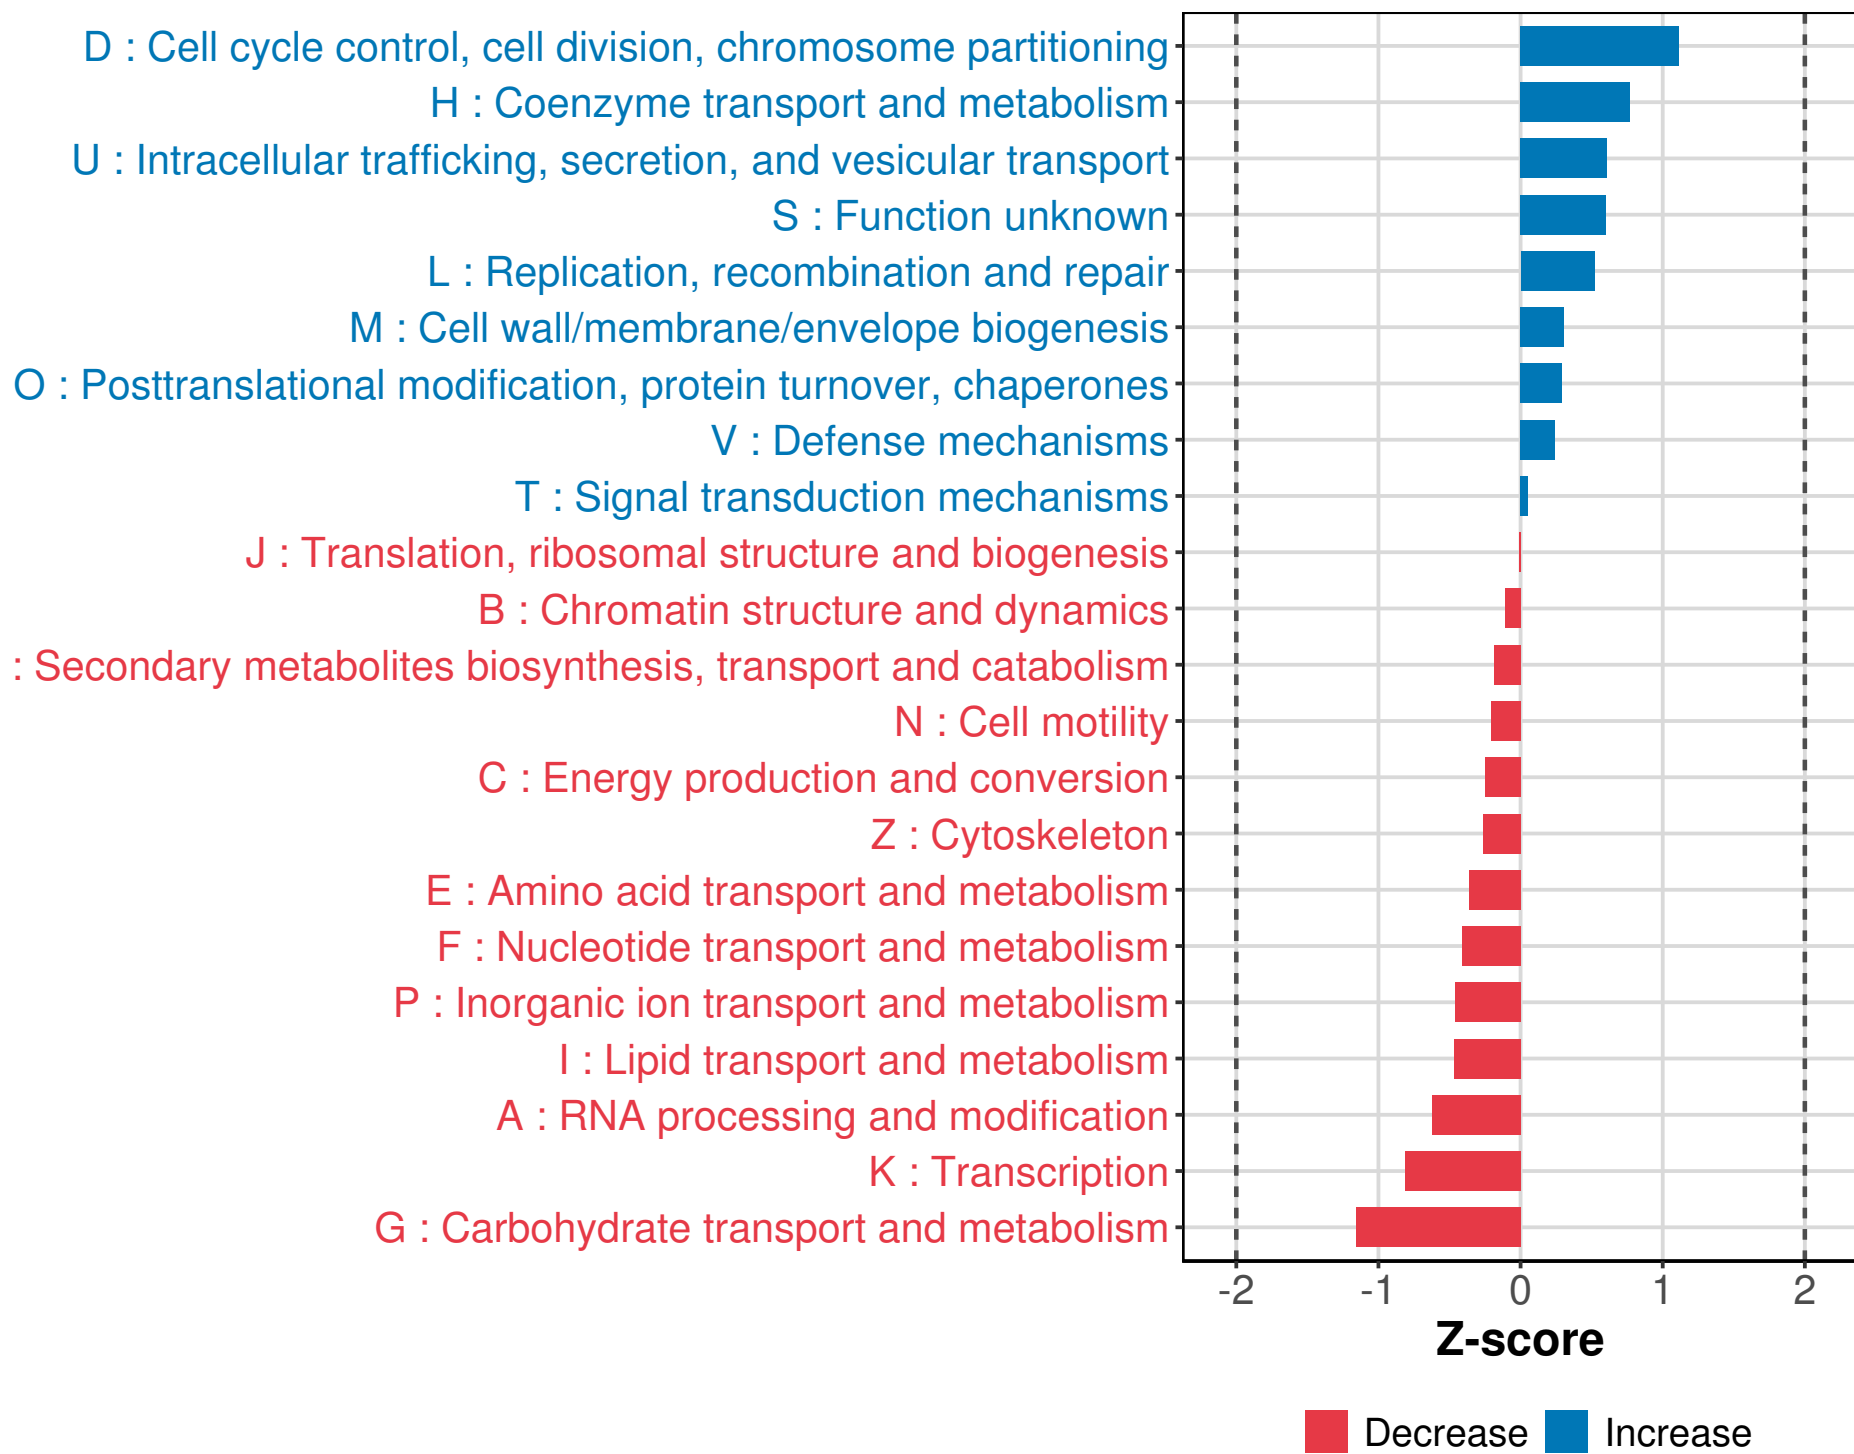 D : Cell cycle control, cell division, chromosome partitioning
H : Coenzyme transport and metabolism
U : Intracellular trafficking, secretion, and vesicular transport
S : Function unknown
L : Replication, recombination and repair
M : Cell wall/membrane/envelope biogenesis
O : Posttranslational modification, protein turnover, chaperones
V : Defense mechanisms
T : Signal transduction mechanisms
J : Translation, ribosomal structure and biogenesis
B : Chromatin structure and dynamics
: Secondary metabolites biosynthesis, transport and catabolism
N : Cell motility
C : Energy production and conversion
Z : Cytoskeleton
E : Amino acid transport and metabolism
F : Nucleotide transport and metabolism
P : Inorganic ion transport and metabolism
I : Lipid transport and metabolism
A : RNA processing and modification
K : Transcription
G : Carbohydrate transport and metabolism
-2 -1 0 1 2
Z-score
Decrease Increase